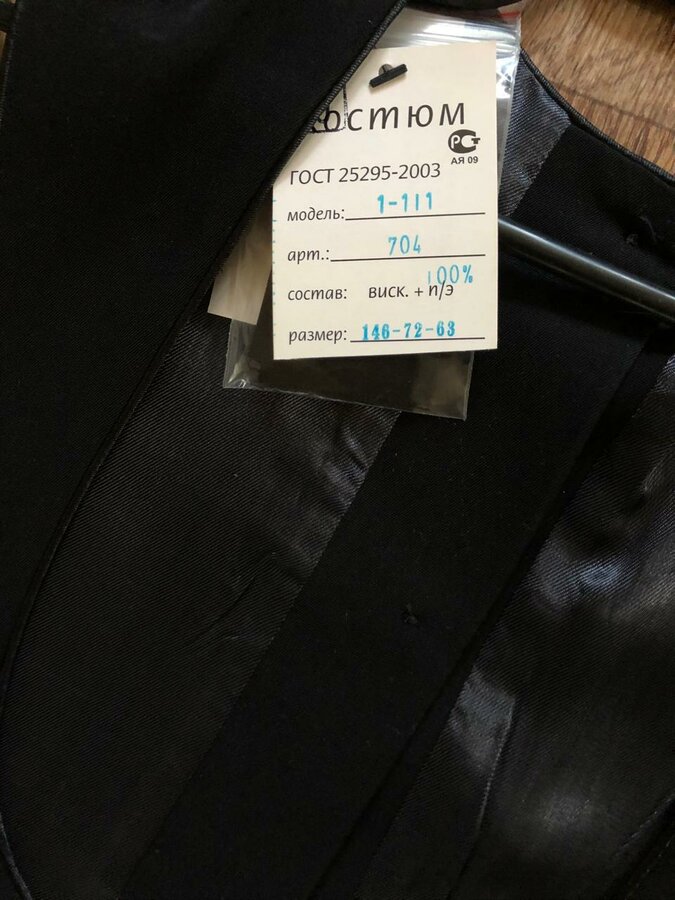 костюм
РСТ
АЯ 09
ГОСТ 25295-2003
модель: 1-111
арт.: 704
100%
состав: виск. + п/э
размер: 146-72-63